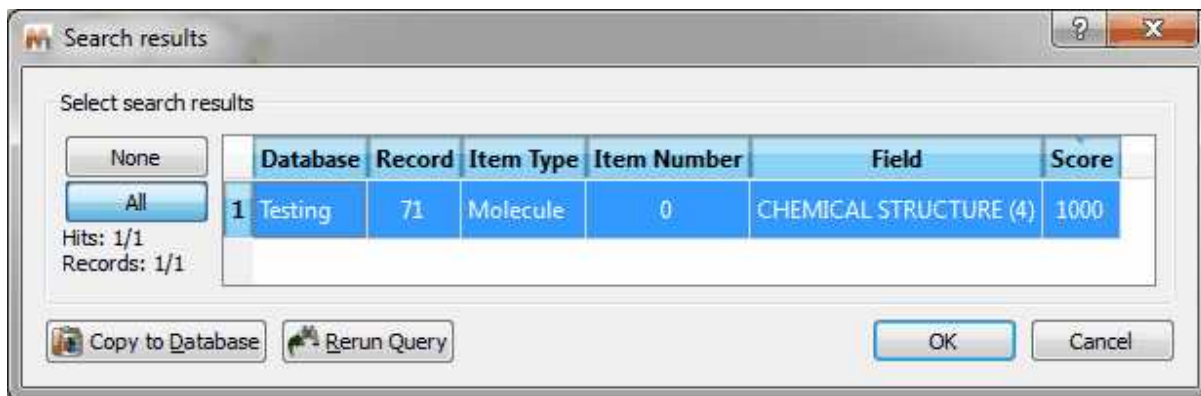 Search results
Select search results
None
All
Hits: 1/1
Records: 1/1
Database Record Item Type Item Number Field Score
1 Testing 71 Molecule 0 CHEMICAL STRUCTURE (4) 1000
Copy to Database Rerun Query OK Cancel